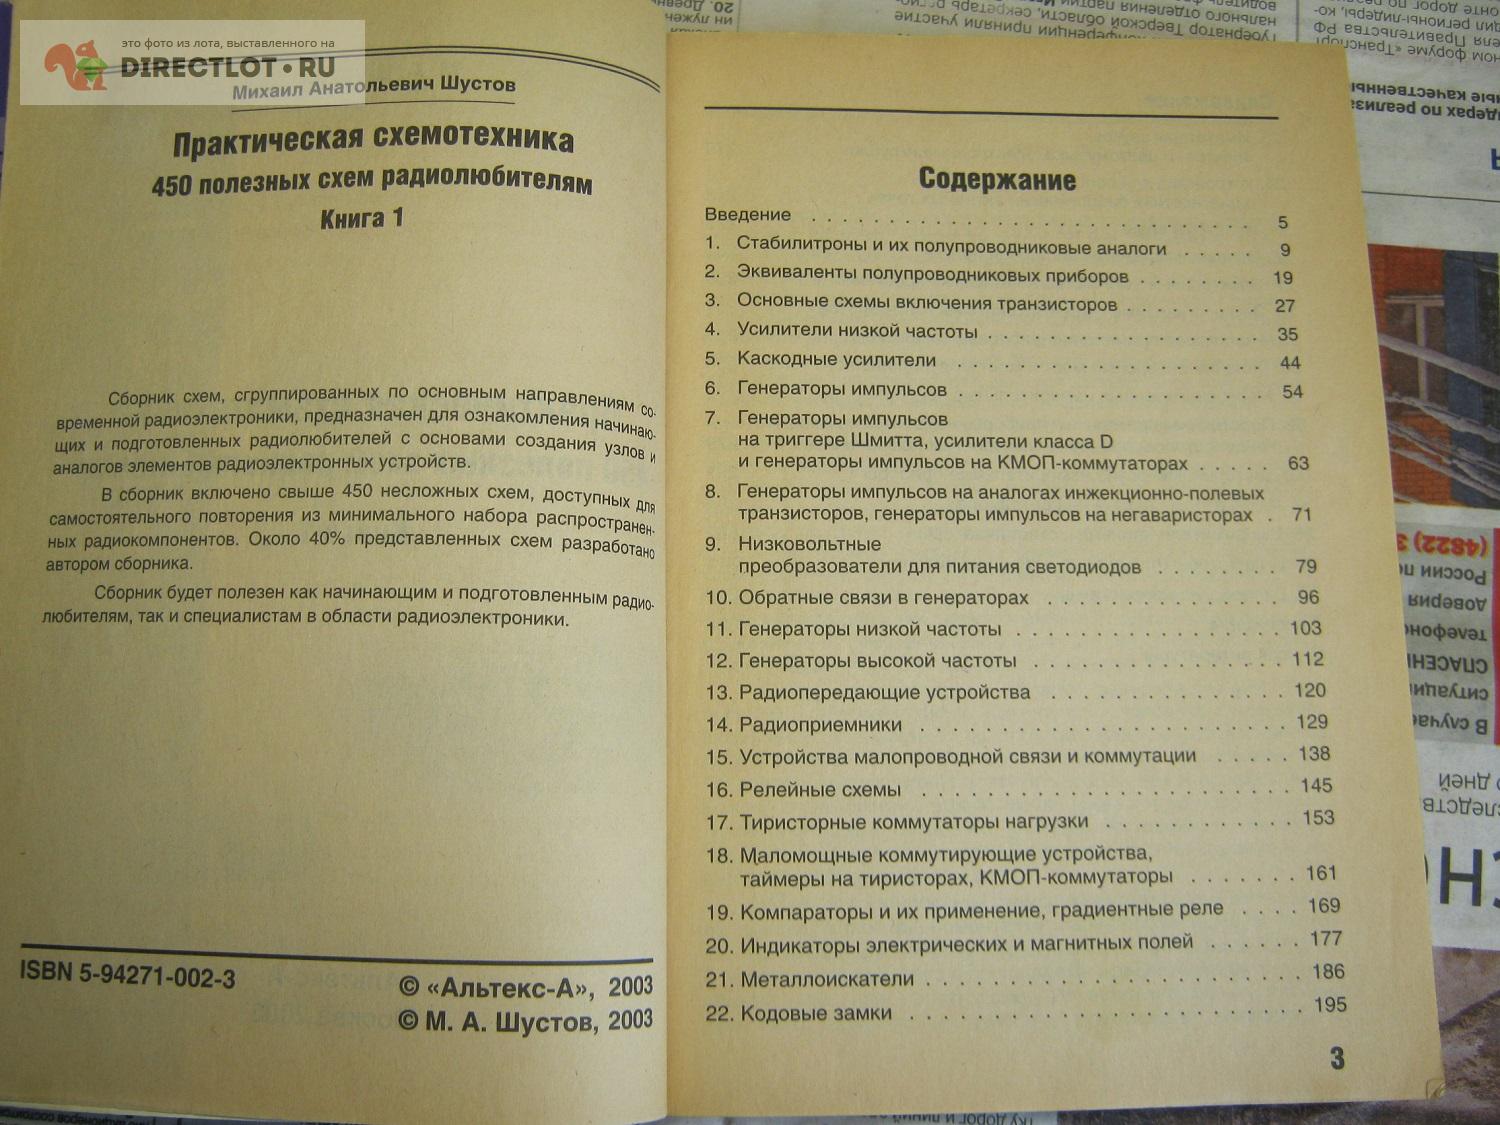 это фото из лота, выставленного на
DIRECTLOT.RU
Михаил Анатольевич Шустов
Практическая схемотехника
450 полезных схем радиолюбителям
Книга 1
Сборник схем, сгруппированных по основным направлениям со-
временной радиоэлектроники, предназначен для ознакомления начинаю-
щих и подготовленных радиолюбителей с основами создания узлов и
аналогов элементов радиоэлектронных устройств.
В сборник включено свыше 450 несложных схем, доступных для
самостоятельного повторения из минимального набора распространен-
ных радиокомпонентов. Около 40% представленных схем разработано
автором сборника.
Сборник будет полезен как начинающим и подготовленным радио-
любителям, так и специалистам в области радиоэлектроники.
ISBN 5-94271-002-3
© «Альтекс-А», 2003
© М. А. Шустов, 2003
Содержание
Введение . . . . . . . . . . . . . . . . . . . . . . . . . . . . . 5
1. Стабилитроны и их полупроводниковые аналоги . . . . . 9
2. Эквиваленты полупроводниковых приборов . . . . . . . . 19
3. Основные схемы включения транзисторов . . . . . . . . . 27
4. Усилители низкой частоты . . . . . . . . . . . . . . . . . . 35
5. Каскодные усилители . . . . . . . . . . . . . . . . . . . . 44
6. Генераторы импульсов . . . . . . . . . . . . . . . . . . . . 54
7. Генераторы импульсов
на триггере Шмитта, усилители класса D
и генераторы импульсов на КМОП-коммутаторах . . . . . 63
8. Генераторы импульсов на аналогах инжекционно-полевых
транзисторов, генераторы импульсов на негаваристорах . 71
9. Низковольтные
преобразователи для питания светодиодов . . . . . . . . 79
10. Обратные связи в генераторах . . . . . . . . . . . . . . . 96
11. Генераторы низкой частоты . . . . . . . . . . . . . . . . . . 103
12. Генераторы высокой частоты . . . . . . . . . . . . . . . . . 112
13. Радиопередающие устройства . . . . . . . . . . . . . . . . 120
14. Радиоприемники . . . . . . . . . . . . . . . . . . . . . . . . 129
15. Устройства малопроводной связи и коммутации . . . . . 138
16. Релейные схемы . . . . . . . . . . . . . . . . . . . . . . . . 145
17. Тиристорные коммутаторы нагрузки . . . . . . . . . . . . 153
18. Маломощные коммутирующие устройства,
таймеры на тиристорах, КМОП-коммутаторы . . . . . . . 161
19. Компараторы и их применение, градиентные реле . . . . 169
20. Индикаторы электрических и магнитных полей . . . . . . 177
21. Металлоискатели . . . . . . . . . . . . . . . . . . . . . . . . . 186
22. Кодовые замки . . . . . . . . . . . . . . . . . . . . . . . . . . 195
3
(4822)
России
доверия
В случае
дней